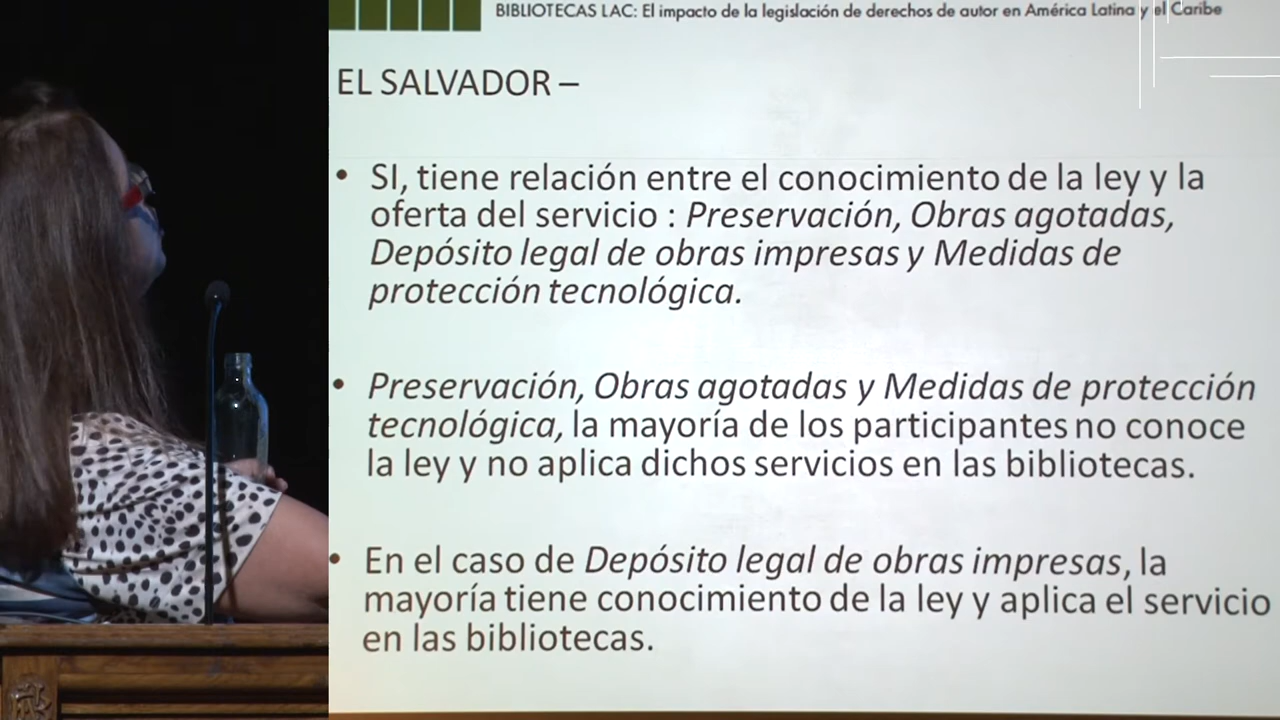 BIBLIOTECAS LAC: El impacto de la legislación de derechos de autor en América Latina y el Caribe
EL SALVADOR –
• SI, tiene relación entre el conocimiento de la ley y la
oferta del servicio : Preservación, Obras agotadas,
Depósito legal de obras impresas y Medidas de
protección tecnológica.
• Preservación, Obras agotadas y Medidas de protección
tecnológica, la mayoría de los participantes no conoce
la ley y no aplica dichos servicios en las bibliotecas.
• En el caso de Depósito legal de obras impresas, la
mayoría tiene conocimiento de la ley y aplica el servicio
en las bibliotecas.